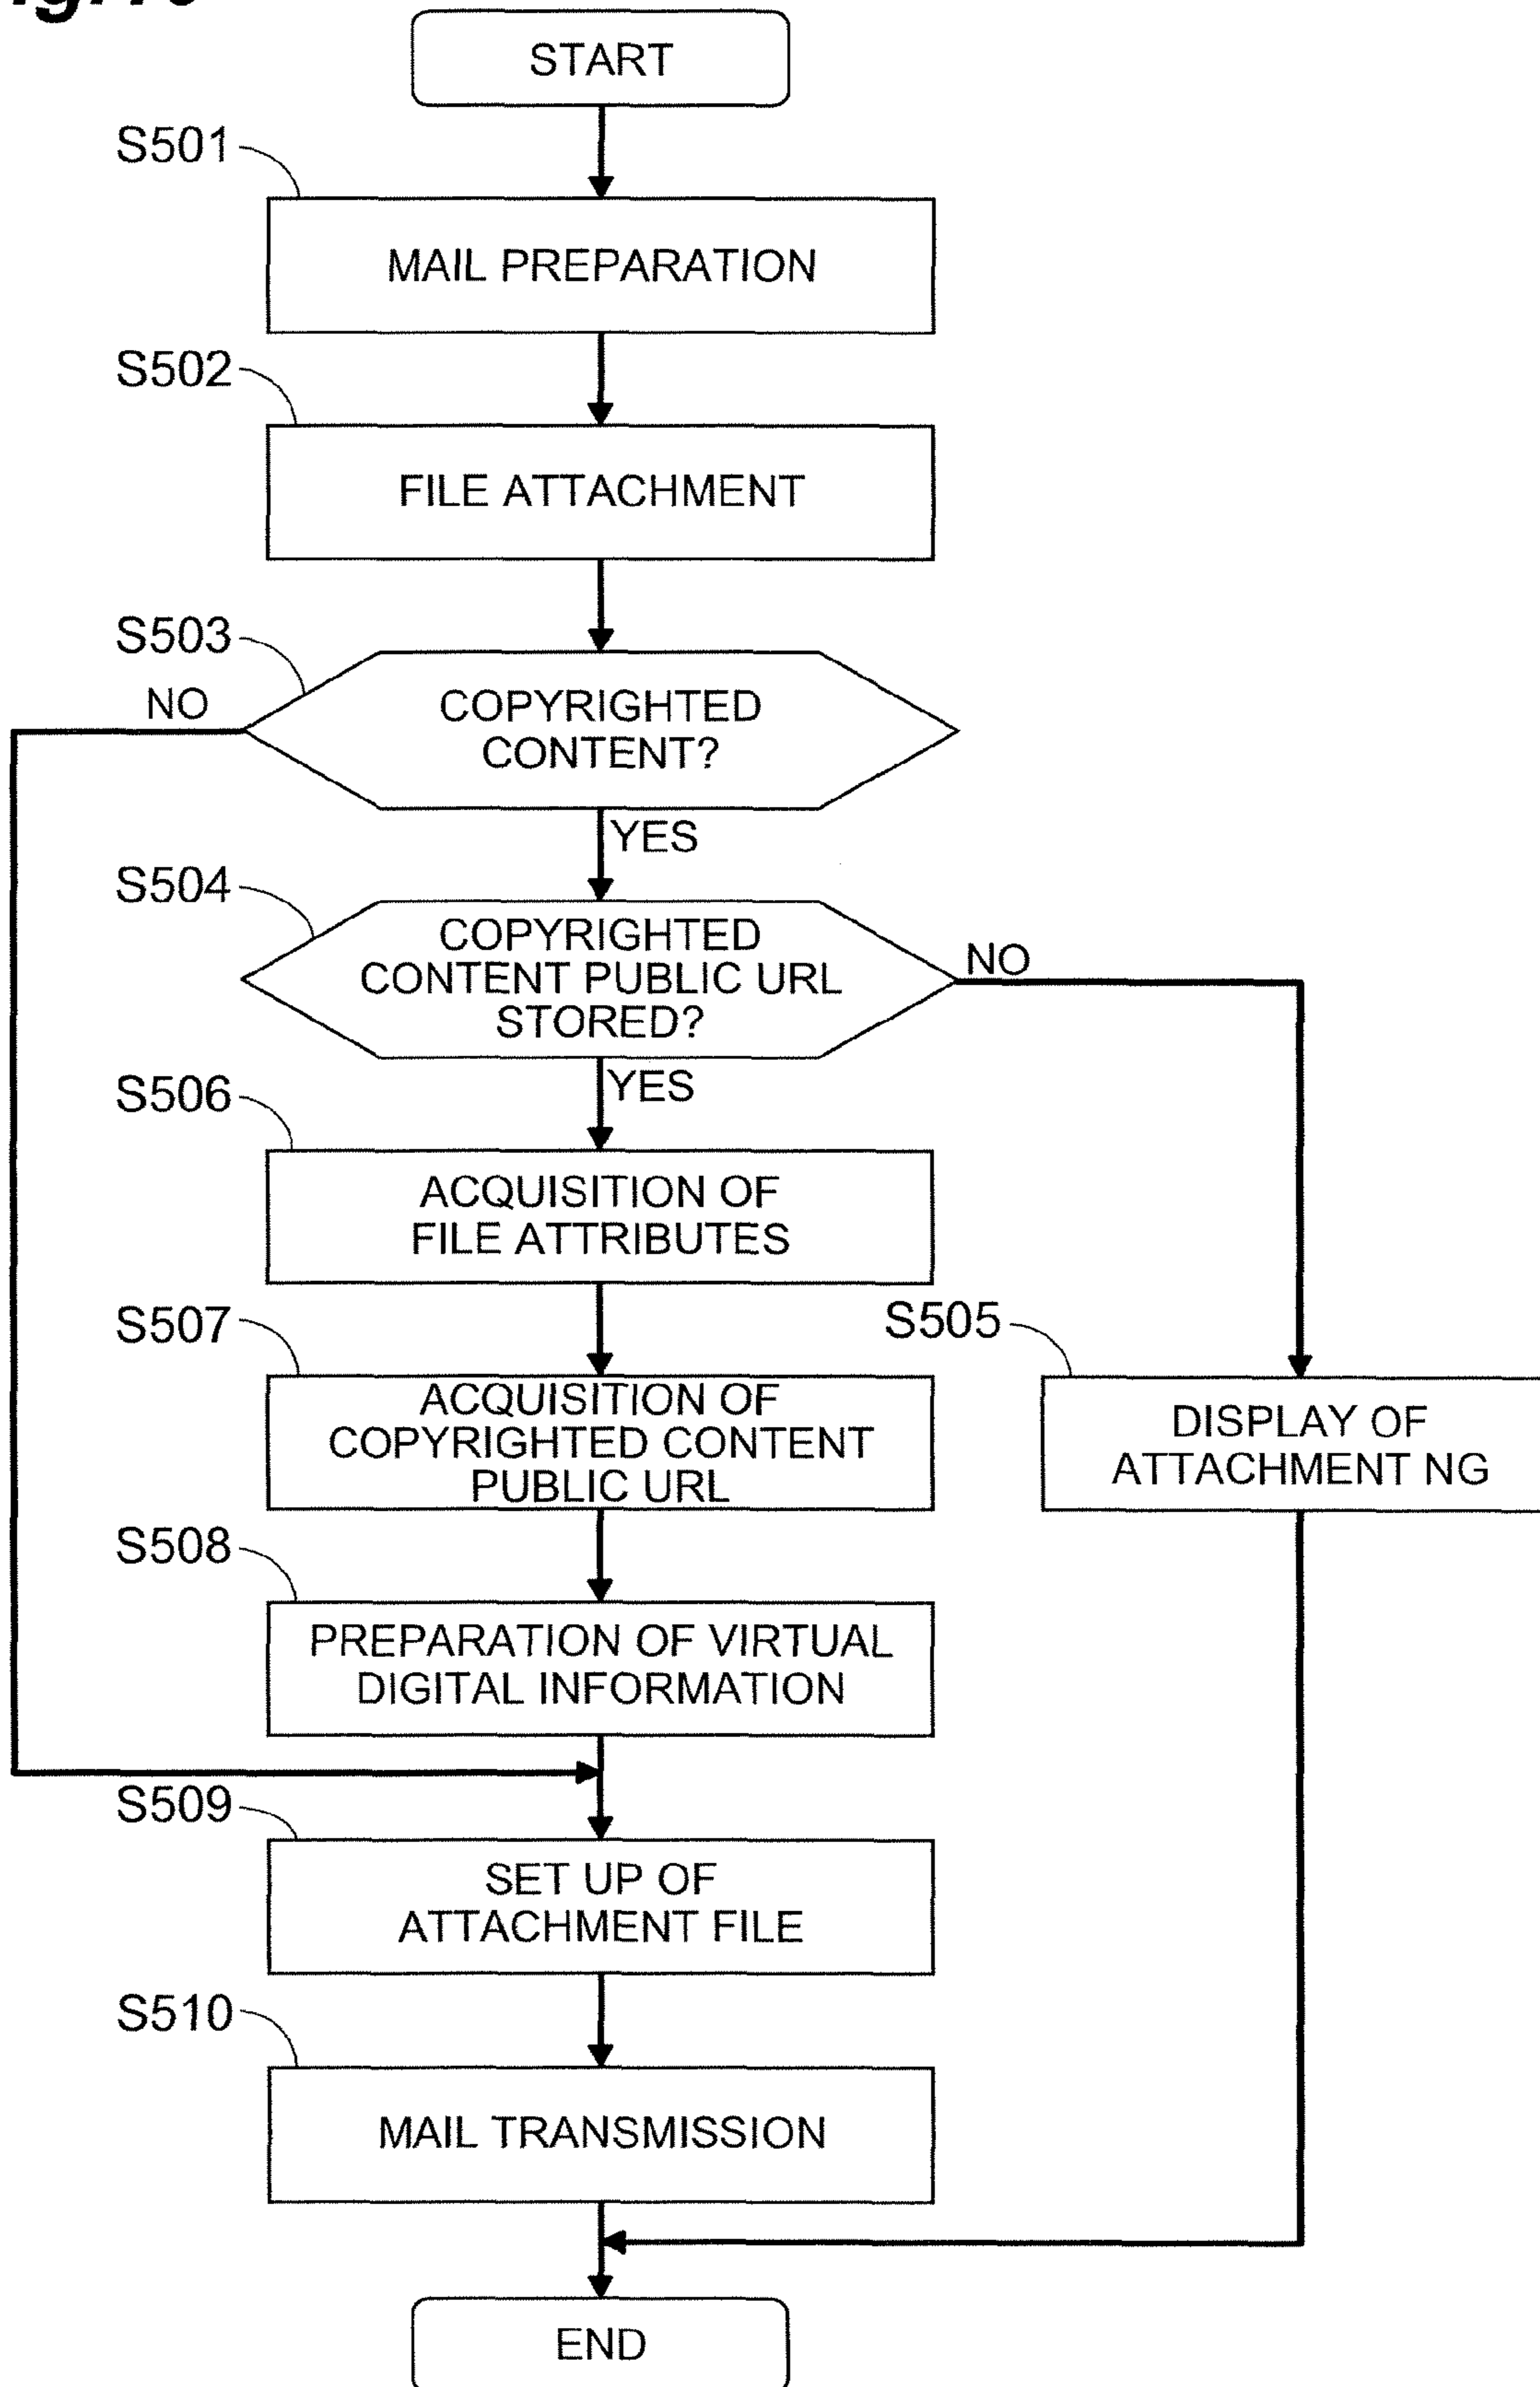 START
S501
MAIL PREPARATION
S502
FILE ATTACHMENT
S503
NO
COPYRIGHTED
CONTENT?
YES
S504
COPYRIGHTED
CONTENT PUBLIC URL
STORED?
NO
YES
S506
ACQUISITION OF
FILE ATTRIBUTES
S507
ACQUISITION OF
COPYRIGHTED CONTENT
PUBLIC URL
S505
DISPLAY OF
ATTACHMENT NG
S508
PREPARATION OF VIRTUAL
DIGITAL INFORMATION
S509
SET UP OF
ATTACHMENT FILE
S510
MAIL TRANSMISSION
END